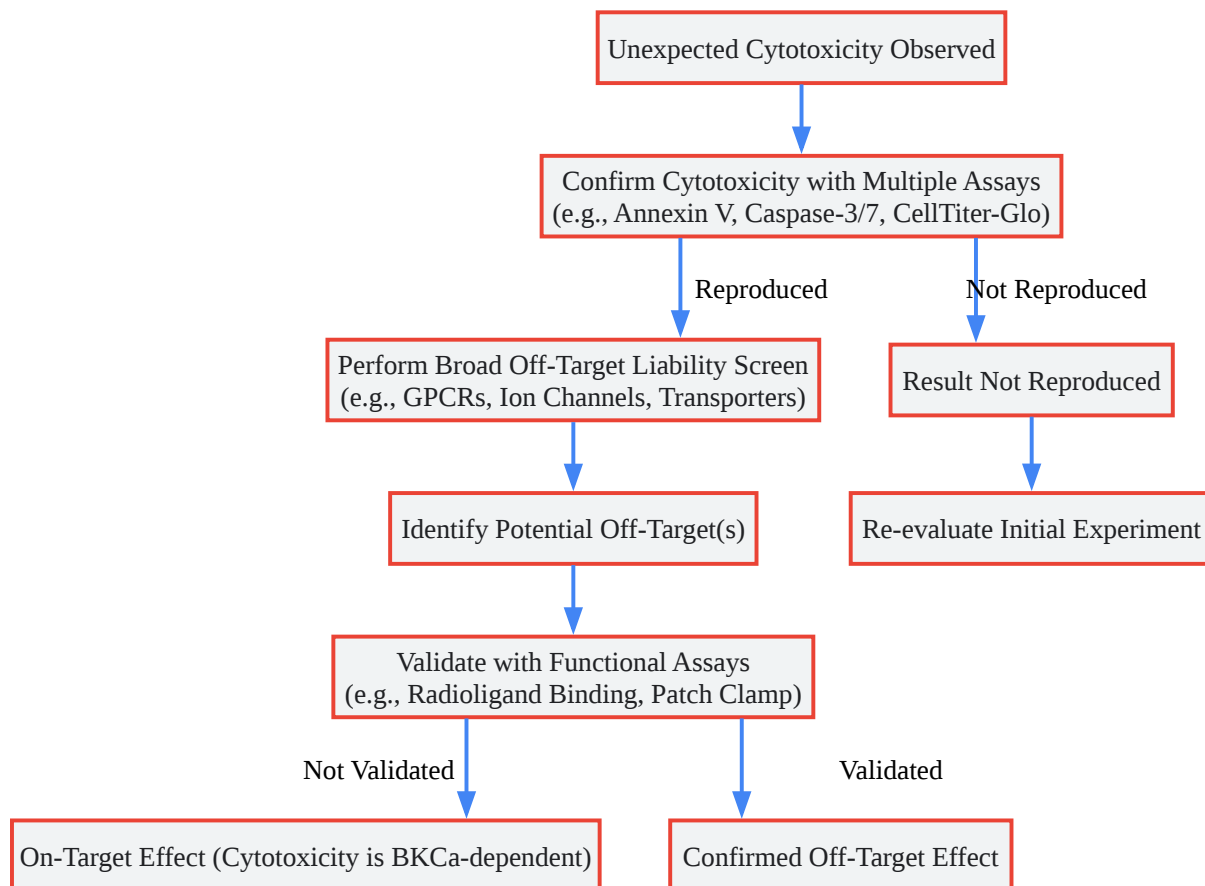 Unexpected Cytotoxicity Observed
Confirm Cytotoxicity with Multiple Assays
(e.g., Annexin V, Caspase-3/7, CellTiter-Glo)
Reproduced
Not Reproduced
Perform Broad Off-Target Liability Screen
(e.g., GPCRs, Ion Channels, Transporters)
Result Not Reproduced
Identify Potential Off-Target(s)
Re-evaluate Initial Experiment
Validate with Functional Assays
(e.g., Radioligand Binding, Patch Clamp)
Not Validated
Validated
On-Target Effect (Cytotoxicity is BKCa-dependent)
Confirmed Off-Target Effect